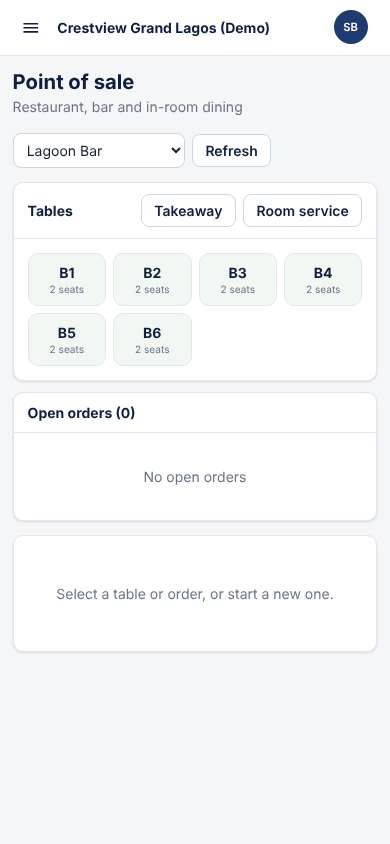 Crestview Grand Lagos (Demo)
SB
Point of sale
Restaurant, bar and in-room dining
Lagoon Bar
Refresh
Tables
Takeaway
Room service
B1
2 seats
B2
2 seats
B3
2 seats
B4
2 seats
B5
2 seats
B6
2 seats
Open orders (0)
No open orders
Select a table or order, or start a new one.